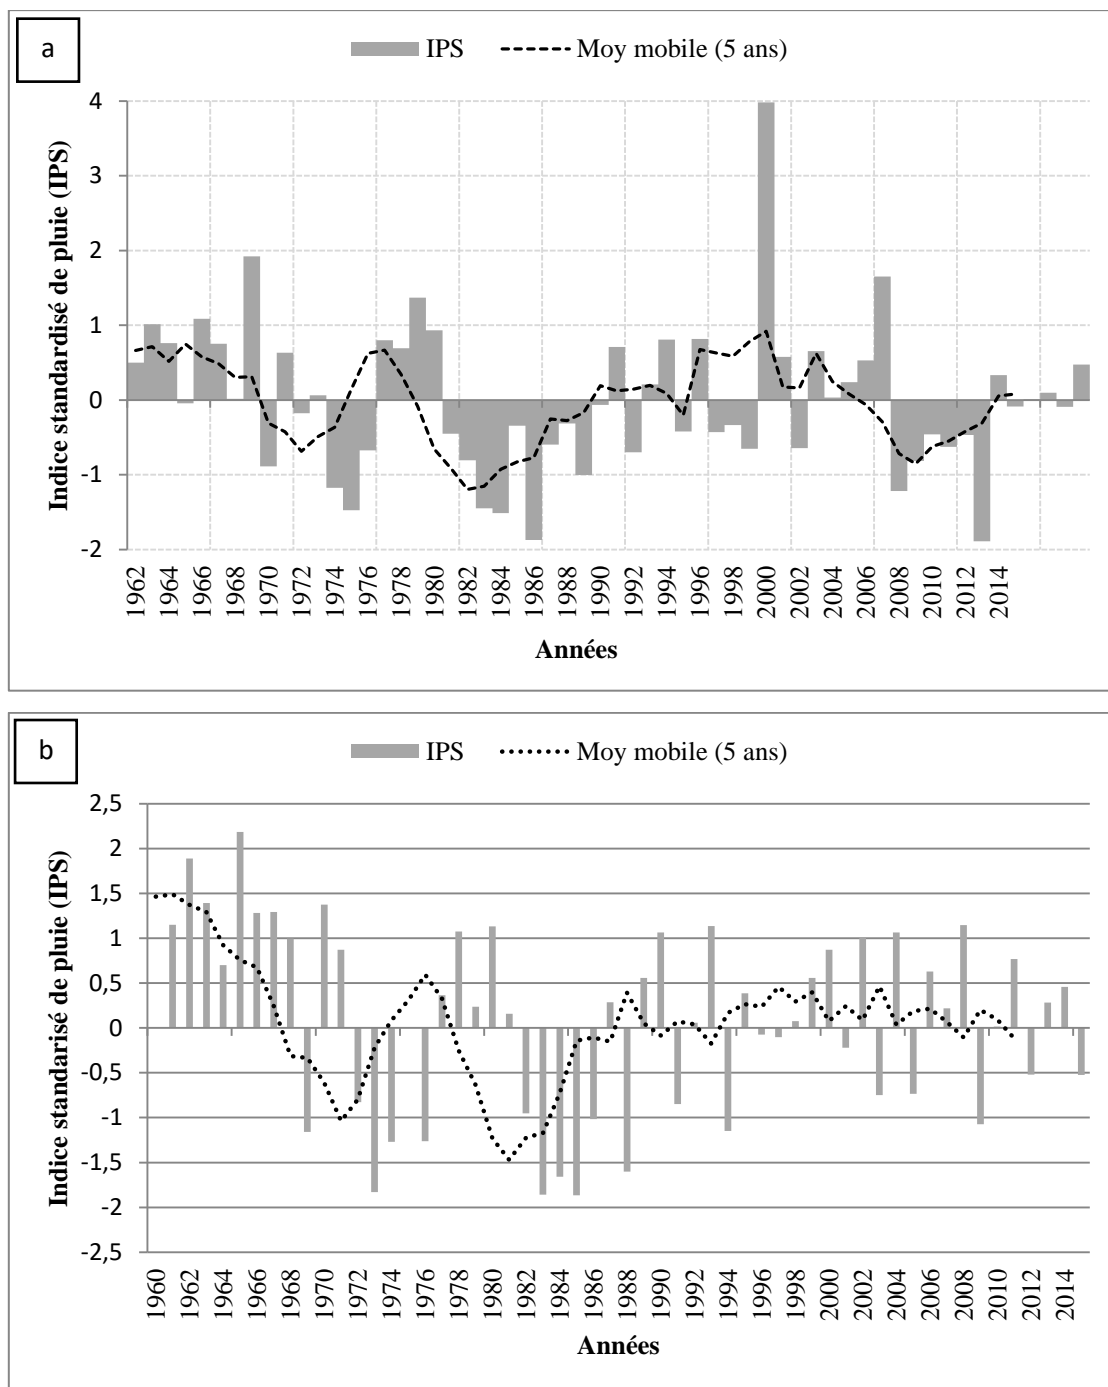 a
IPS Moy mobile (5 ans)
Indice standardisé de pluie (IPS)
4
3
2
1
0
-1
-2
1962 1964 1966 1968 1970 1972 1974 1976 1978 1980 1982 1984 1986 1988 1990 1992 1994 1996 1998 2000 2002 2004 2006 2008 2010 2012 2014
Années
b
IPS Moy mobile (5 ans)
Indice standarisé de pluie (IPS)
2,5
2
1,5
1
0,5
0
-0,5
-1
-1,5
-2
-2,5
1960 1962 1964 1966 1968 1970 1972 1974 1976 1978 1980 1982 1984 1986 1988 1990 1992 1994 1996 1998 2000 2002 2004 2006 2008 2010 2012 2014
Années